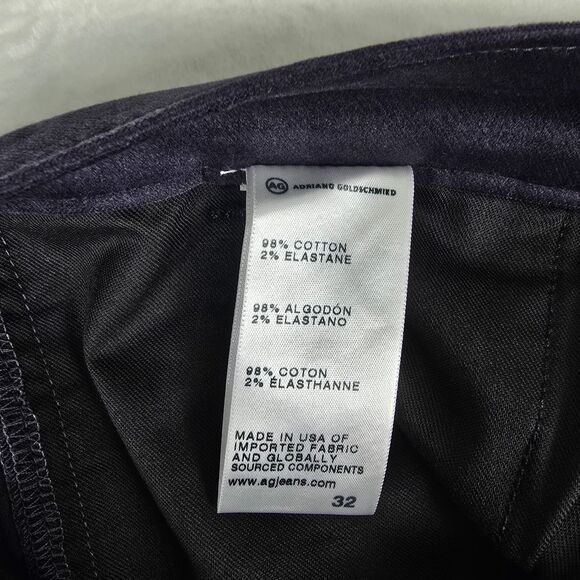 AG ADRIANO GOLDSCHMIED
98% COTTON
2% ELASTANE
98% ALGODÓN
2% ELASTANO
98% COTON
2% ÉLASTHANNE
MADE IN USA OF
IMPORTED FABRIC
AND GLOBALLY
SOURCED COMPONENTS
www.agjeans.com
32